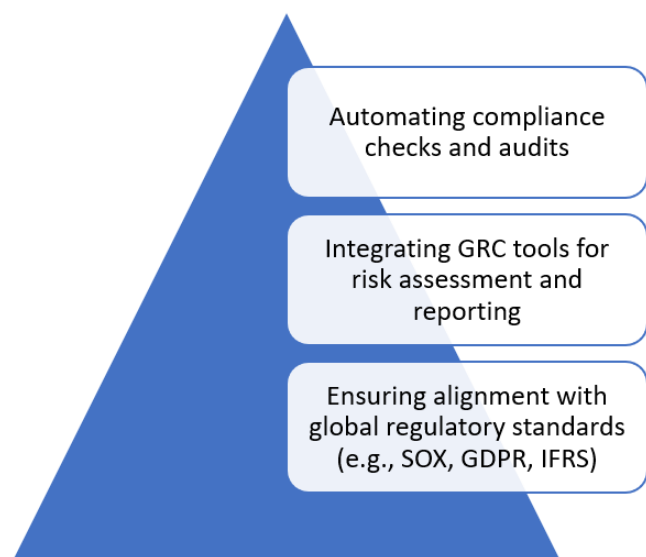 Automating compliance
checks and audits
Integrating GRC tools for
risk assessment and
reporting
Ensuring alignment with
global regulatory standards
(e.g., SOX, GDPR, IFRS)